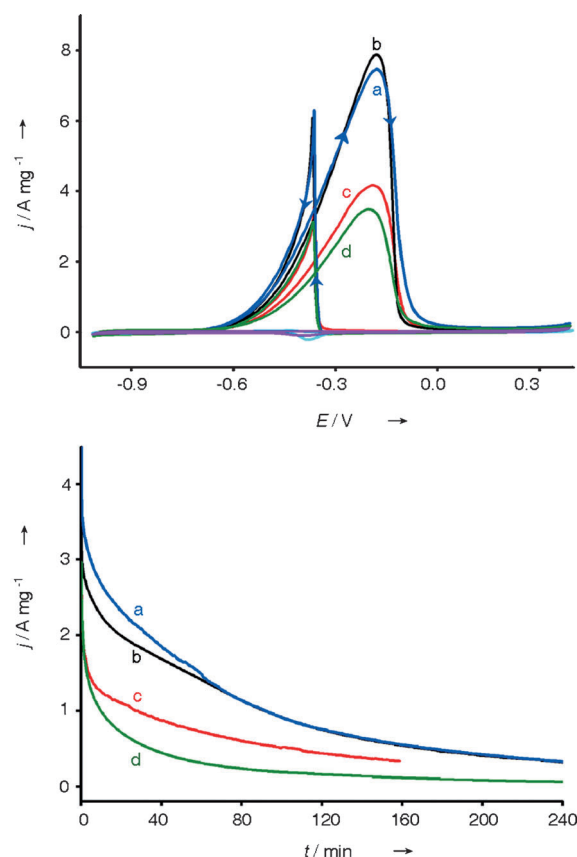 8
6
4
2
0
j / A mg⁻¹ →
b
a
c
d
-0.9 -0.6 -0.3 0.0 0.3
E / V →
4
3
2
1
0
j / A mg⁻¹ →
a
b
c
d
0 40 80 120 160 200 240
t / min →